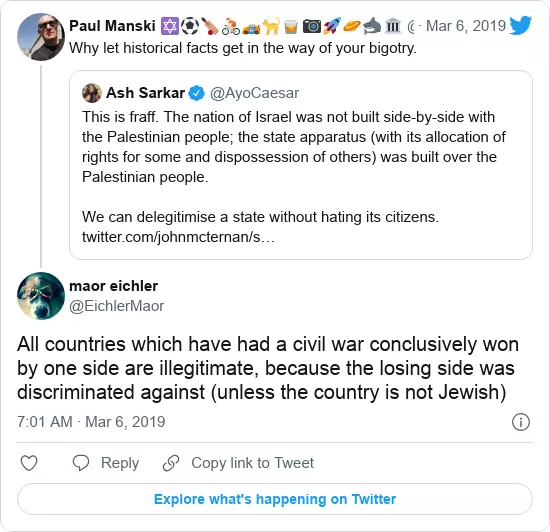 Paul Manski ✡️⚽🏏🚴🚕🐈🥃📷🚀🌭🦈🏛️ @ · Mar 6, 2019
Why let historical facts get in the way of your bigotry.
Ash Sarkar @AyoCaesar
This is fraff. The nation of Israel was not built side-by-side with
the Palestinian people; the state apparatus (with its allocation of
rights for some and dispossession of others) was built over the
Palestinian people.
We can delegitimise a state without hating its citizens.
twitter.com/johnmcternan/s…
maor eichler
@EichlerMaor
All countries which have had a civil war conclusively won
by one side are illegitimate, because the losing side was
discriminated against (unless the country is not Jewish)
7:01 AM · Mar 6, 2019
Reply
Copy link to Tweet
Explore what's happening on Twitter